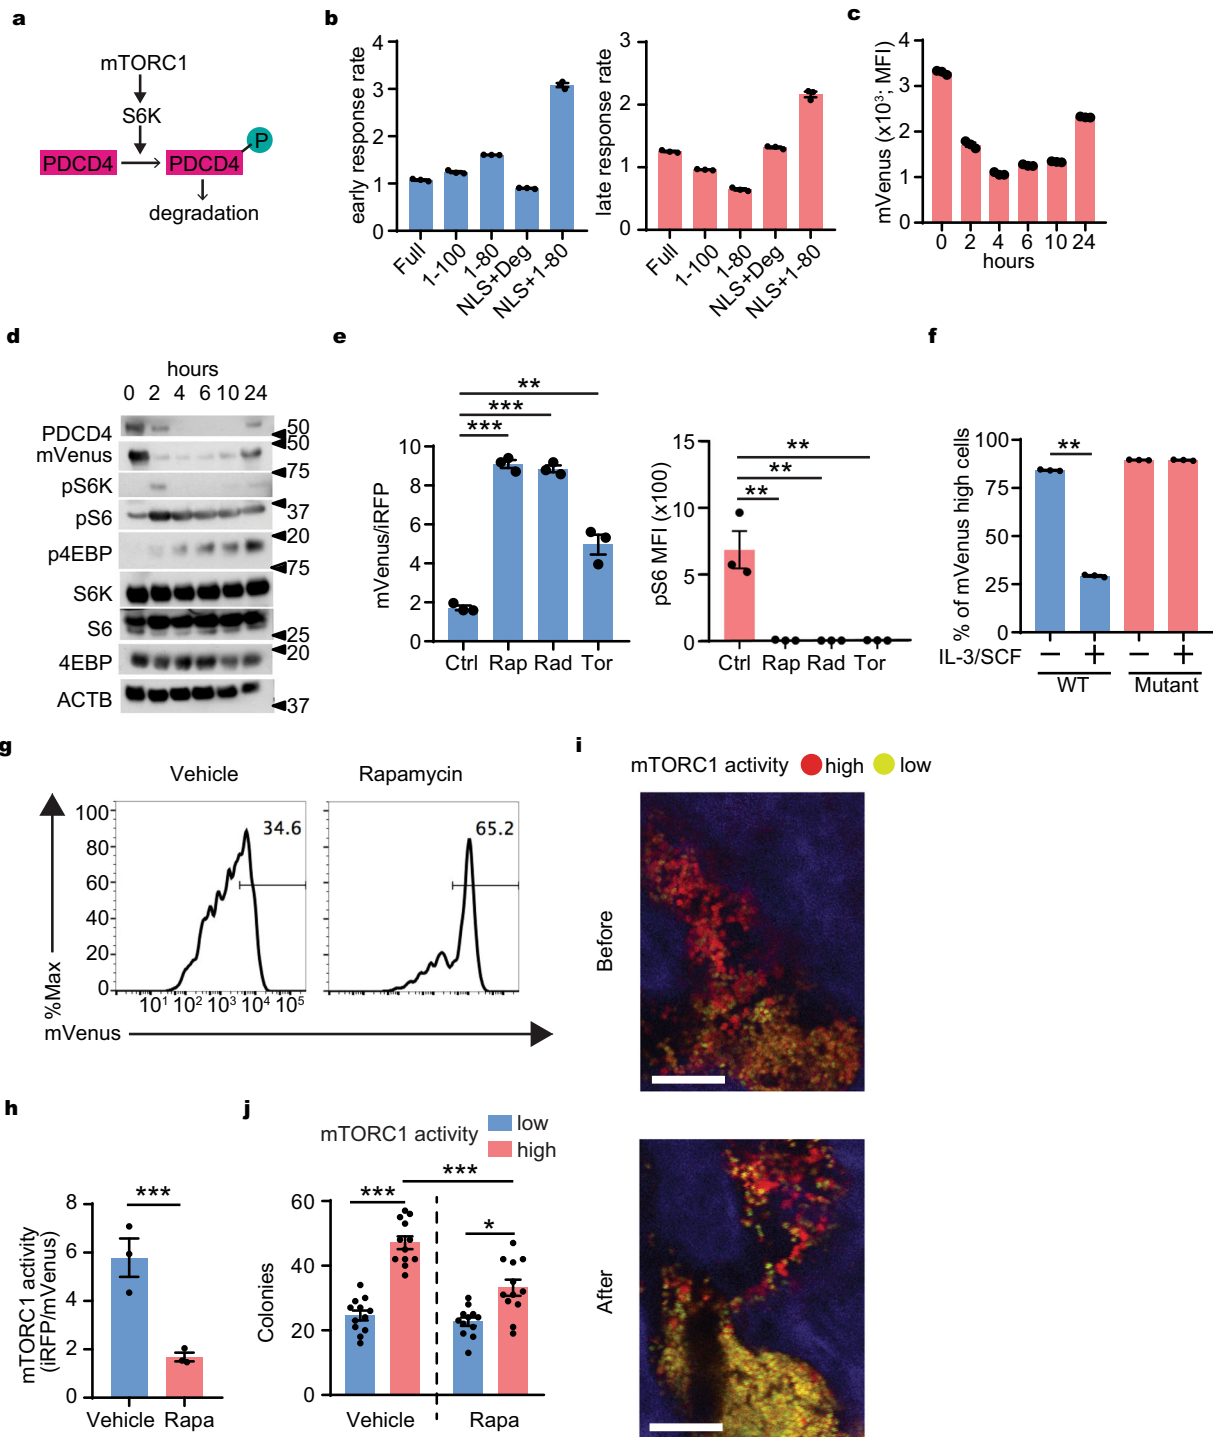 a
mTORC1
S6K
PDCD4
PDCD4
P
degradation
b
early response rate
4
3
2
1
0
Full
1-100
1-80
NLS+Deg
NLS+1-80
late response rate
3
2
1
0
Full
1-100
1-80
NLS+Deg
NLS+1-80
c
mVenus (x10³; MFI)
4
3
2
1
0
0 2 4 6 10 24
hours
d
hours
0 2 4 6 10 24
PDCD4
50
50
mVenus
75
pS6K
37
pS6
20
p4EBP
75
S6K
S6
25
20
4EBP
ACTB
37
e
mVenus/iRFP
10
8
6
4
2
0
**
***
***
Ctrl Rap Rad Tor
pS6 MFI (x100)
15
10
5
0
**
**
**
Ctrl Rap Rad Tor
f
% of mVenus high cells
100
75
50
25
0
**
IL-3/SCF − + − +
WT Mutant
g
Vehicle
Rapamycin
%Max
100
80
60
40
20
0
34.6
65.2
10¹ 10² 10³ 10⁴ 10⁵
mVenus
h
mTORC1 activity
(iRFP/mVenus)
8
6
4
2
0
***
Vehicle Rapa
i
mTORC1 activity high low
Before
After
j
mTORC1 activity low
high
Colonies
60
40
20
0
***
***
*
Vehicle Rapa